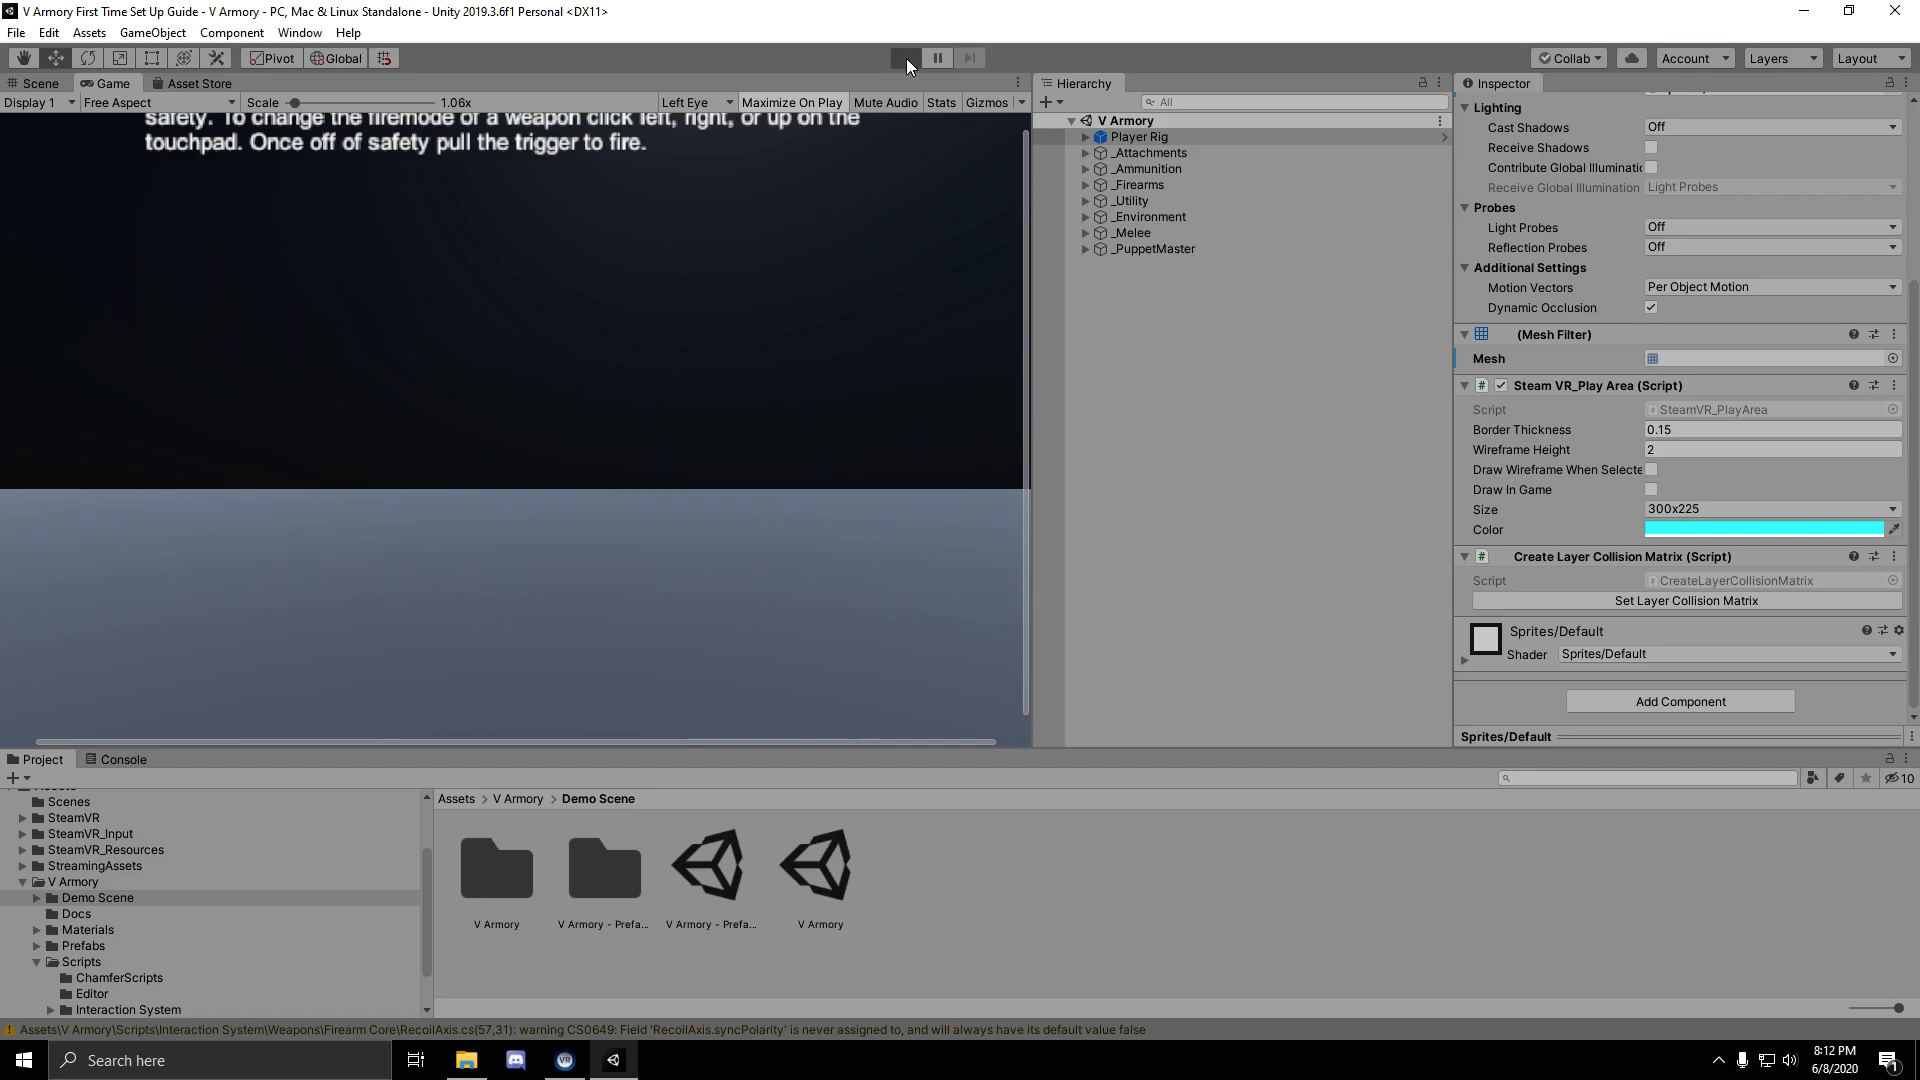 V Armory First Time Set Up Guide - V Armory - PC, Mac & Linux Standalone - Unity 2019.3.6f1 Personal <DX11>
File Edit Assets GameObject Component Window Help
Pivot Global Collab Account Layers Layout
Scene Game Asset Store
Display 1 Free Aspect Scale 1.06x Left Eye Maximize On Play Mute Audio Stats Gizmos
safety. To change the firemode of a weapon click left, right, or up on the
touchpad. Once off of safety pull the trigger to fire.
Hierarchy
All
V Armory
Player Rig
_Attachments
_Ammunition
_Firearms
_Utility
_Environment
_Melee
_PuppetMaster
Inspector
Lighting
Cast Shadows Off
Receive Shadows
Contribute Global Illuminatic
Receive Global Illumination Light Probes
Probes
Light Probes Off
Reflection Probes Off
Additional Settings
Motion Vectors Per Object Motion
Dynamic Occlusion
(Mesh Filter)
Mesh
# Steam VR_Play Area (Script)
Script SteamVR_PlayArea
Border Thickness 0.15
Wireframe Height 2
Draw Wireframe When Selecte
Draw In Game
Size 300x225
Color
# Create Layer Collision Matrix (Script)
Script CreateLayerCollisionMatrix
Set Layer Collision Matrix
Sprites/Default
Shader Sprites/Default
Add Component
Sprites/Default
Project Console
10
Scenes
SteamVR
SteamVR_Input
SteamVR_Resources
StreamingAssets
V Armory
Demo Scene
Docs
Materials
Prefabs
Scripts
ChamferScripts
Editor
Interaction System
Assets > V Armory > Demo Scene
V Armory V Armory - Prefa... V Armory - Prefa... V Armory
Assets\V Armory\Scripts\Interaction System\Weapons\Firearm Core\RecoilAxis.cs(57,31): warning CS0649: Field 'RecoilAxis.syncPolarity' is never assigned to, and will always have its default value false
Search here
VR
8:12 PM
6/8/2020
1